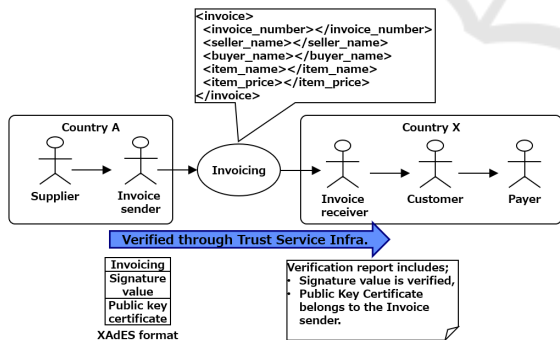 <invoice>
<invoice_number></invoice_number>
<seller_name></seller_name>
<buyer_name></buyer_name>
<item_name></item_name>
<item_price></item_price>
</invoice>
Country A
Country X
Supplier
Invoice
sender
Invoicing
Invoice
receiver
Customer
Payer
Verified through Trust Service Infra.
Invoicing
Signature
value
Public key
certificate
XAdES format
Verification report includes;
• Signature value is verified,
• Public Key Certificate
belongs to the Invoice
sender.